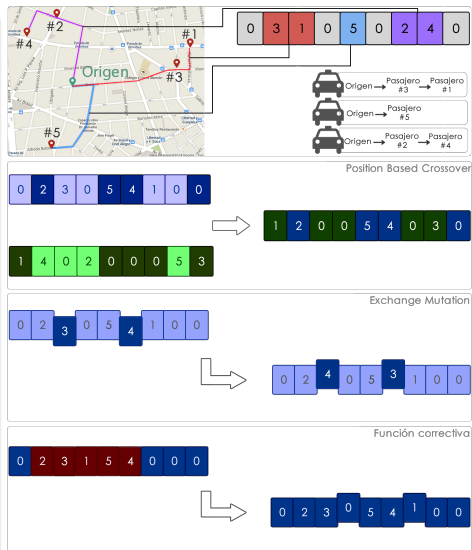 #2
#4
#1
#3
Origen
#5
0 3 1 0 5 0 2 4 0
Origen → Pasajero #3 → Pasajero #1
Origen → Pasajero #5
Origen → Pasajero #2 → Pasajero #4
Position Based Crossover
0 2 3 0 5 4 1 0 0
1 2 0 0 5 4 0 3 0
1 4 0 2 0 0 0 5 3
Exchange Mutation
0 2 3 0 5 4 1 0 0
0 2 4 0 5 3 1 0 0
Función correctiva
0 2 3 1 5 4 0 0 0
0 2 3 0 5 4 1 0 0